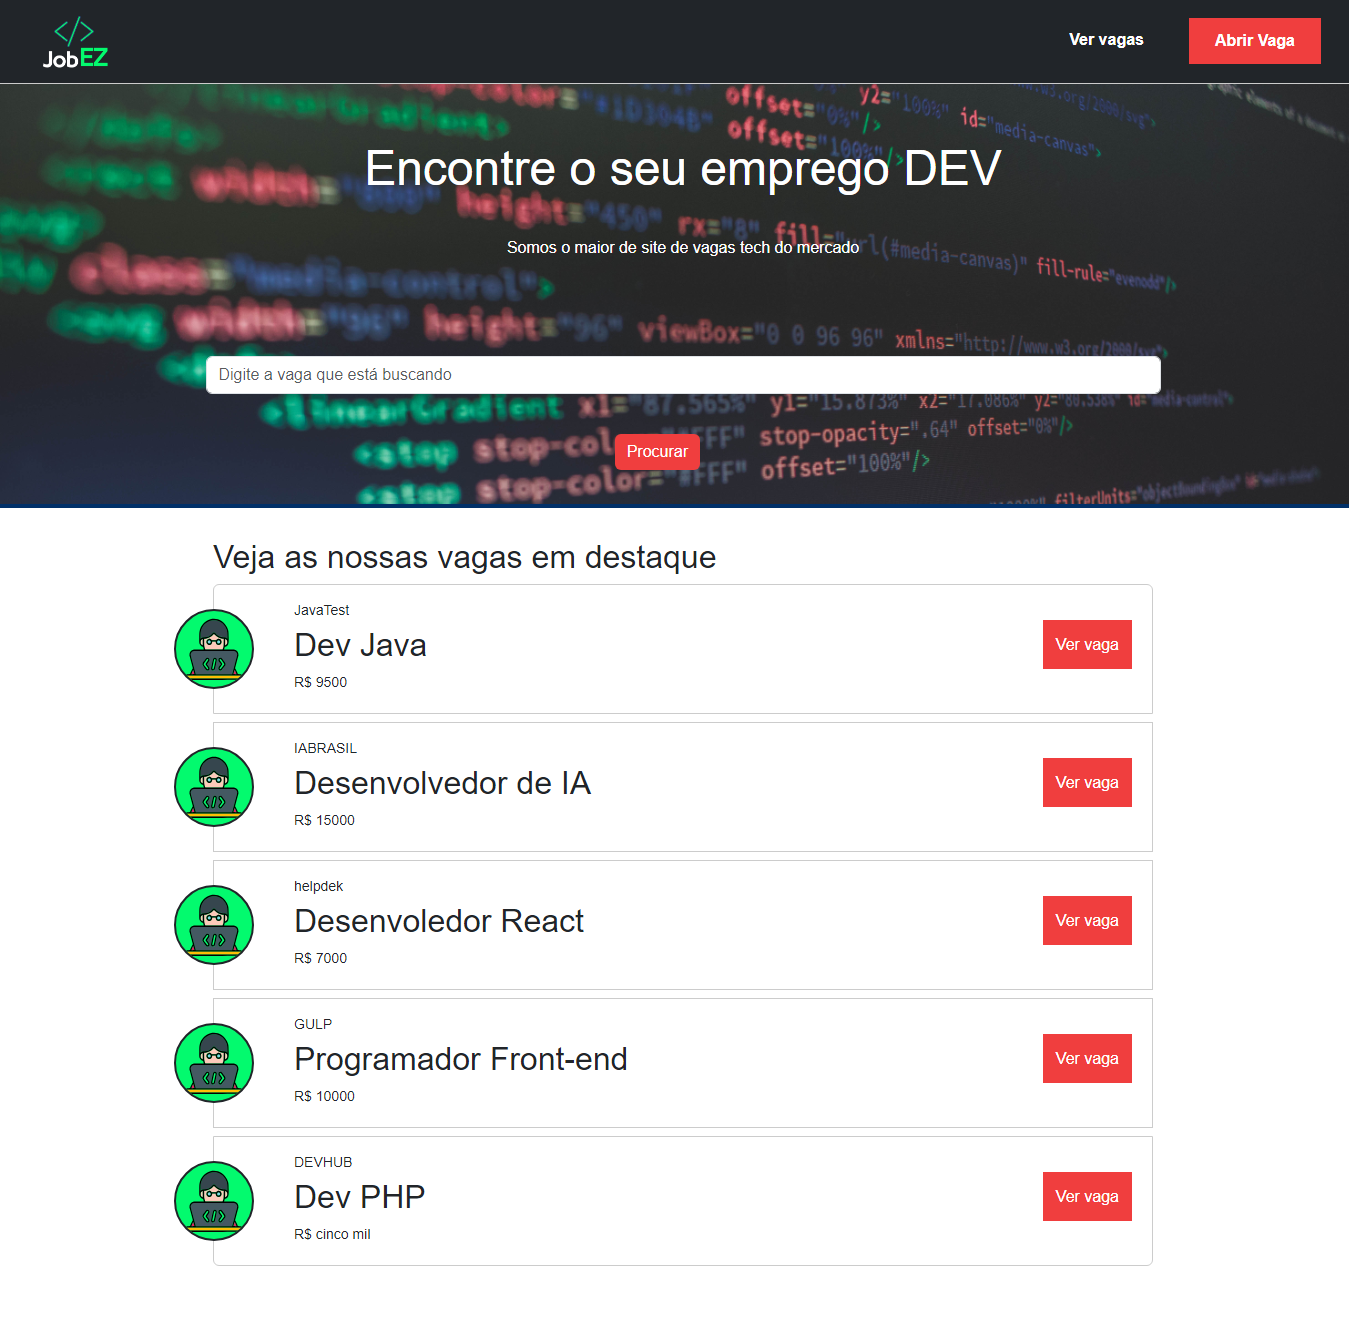 </>
JobEZ
Ver vagas
Abrir Vaga
Encontre o seu emprego DEV
Somos o maior de site de vagas tech do mercado
Digite a vaga que está buscando
Procurar
Veja as nossas vagas em destaque
JavaTest
Dev Java
R$ 9500
Ver vaga
IABRASIL
Desenvolvedor de IA
R$ 15000
Ver vaga
helpdek
Desenvoledor React
R$ 7000
Ver vaga
GULP
Programador Front-end
R$ 10000
Ver vaga
DEVHUB
Dev PHP
R$ cinco mil
Ver vaga